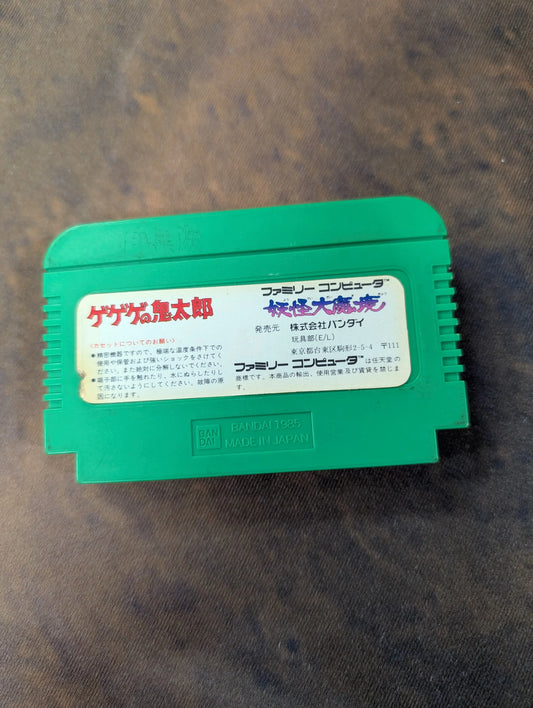 ゲゲゲの鬼太郎
〈カセットについてのお願い〉
●精密機器ですので、極端な温度条件下での
使用や保管および強いショックをさけてく
ださい。また絶対に分解しないでください。
●端子部に手を触れたり、水にぬらしたりし
て汚さないようにしてください。故障の原
因になります。
ファミリー コンピュータ™
妖怪大魔境
発売元 株式会社バンダイ
玩具部(E/L)
東京都台東区駒形2-5-4 〒111
ファミリー コンピュータ™ は任天堂の
商標です。本商品の輸出、使用営業及び賃貸を禁じま
す。
BAN
DAI
BANDAI 1985
MADE IN JAPAN